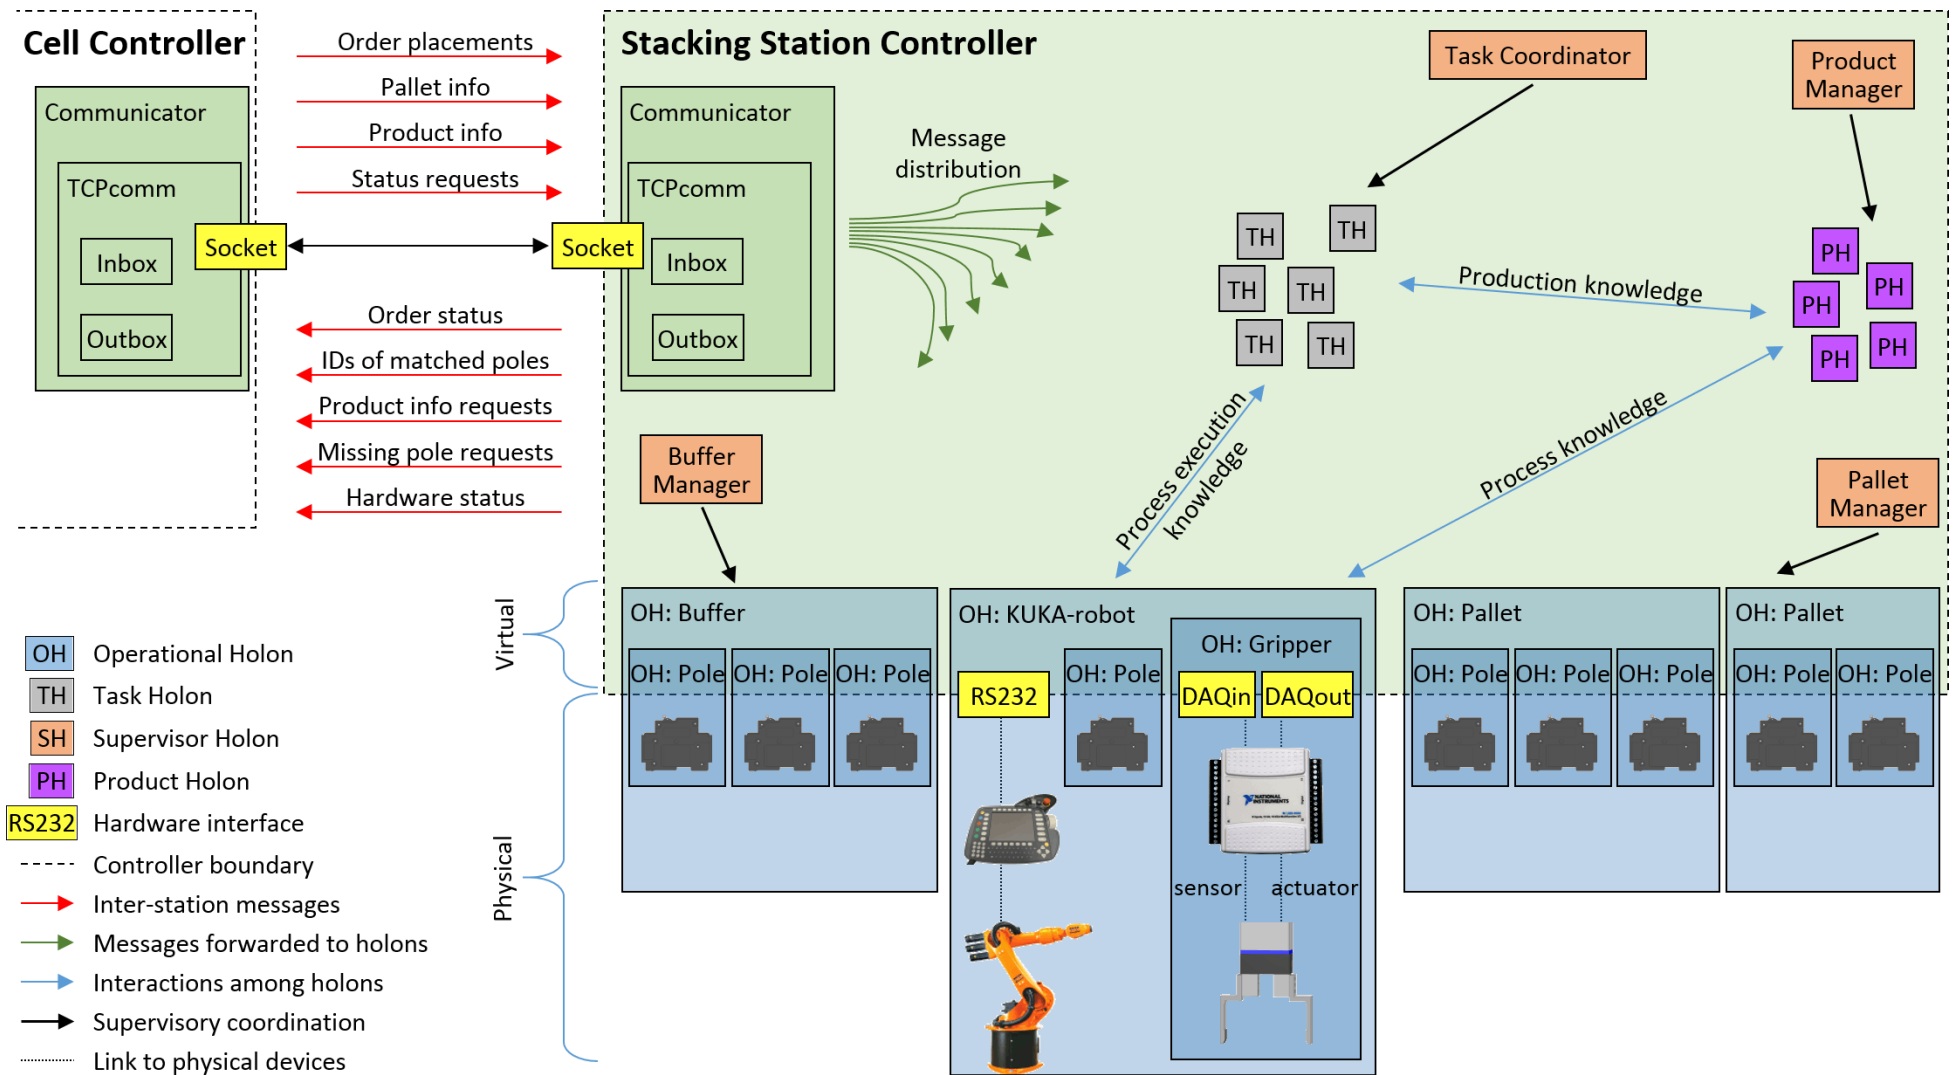 Cell Controller
Communicator
TCPcomm
Socket
Inbox
Outbox
Order placements
Pallet info
Product info
Status requests
Order status
IDs of matched poles
Product info requests
Missing pole requests
Hardware status
Stacking Station Controller
Communicator
TCPcomm
Socket
Inbox
Outbox
Message
distribution
Task Coordinator
Product
Manager
TH
TH
TH
TH
TH
TH
PH
PH
PH
PH
PH
Production knowledge
Process execution
knowledge
Process knowledge
Buffer
Manager
Pallet
Manager
Virtual
Physical
OH: Buffer
OH: Pole
OH: Pole
OH: Pole
OH: KUKA-robot
RS232
OH: Pole
OH: Gripper
DAQin
DAQout
NATIONAL
INSTRUMENTS
sensor
actuator
OH: Pallet
OH: Pole
OH: Pole
OH: Pole
OH: Pallet
OH: Pole
OH: Pole
OH Operational Holon
TH Task Holon
SH Supervisor Holon
PH Product Holon
RS232 Hardware interface
Controller boundary
Inter-station messages
Messages forwarded to holons
Interactions among holons
Supervisory coordination
Link to physical devices